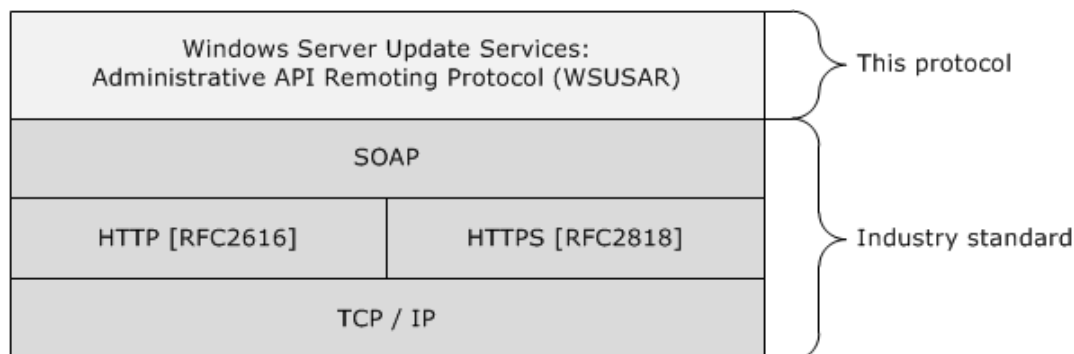 Windows Server Update Services:
Administrative API Remoting Protocol (WSUSAR)
This protocol
SOAP
HTTP [RFC2616]
HTTPS [RFC2818]
Industry standard
TCP / IP